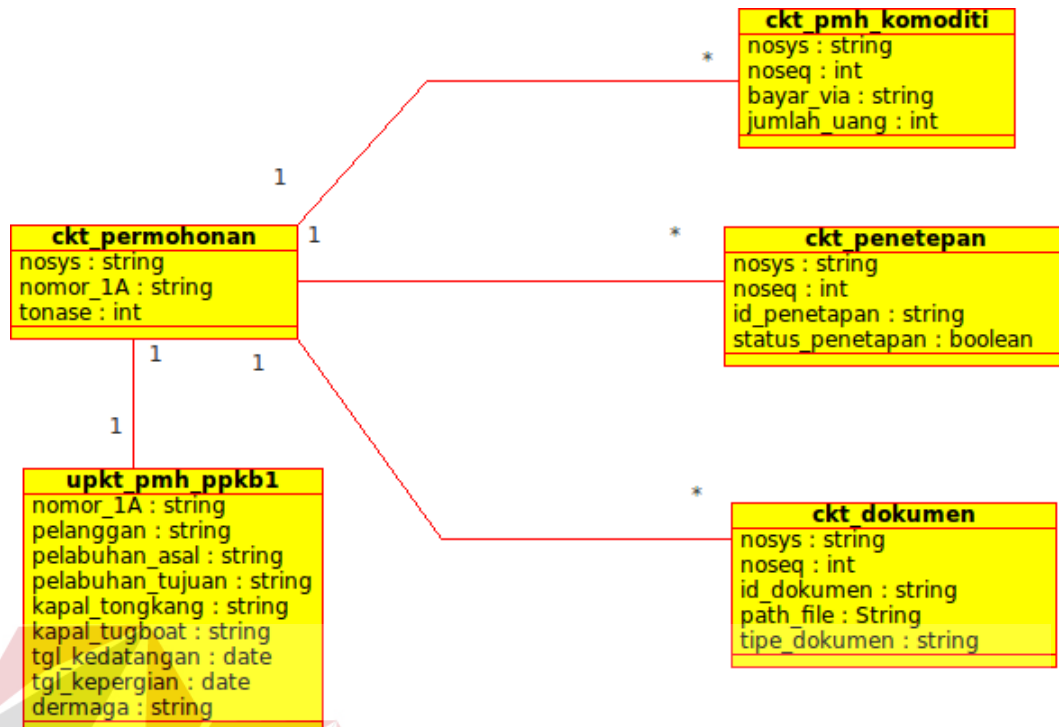 ckt_pmh_komoditi
nosys : string
noseq : int
bayar_via : string
jumlah_uang : int
*
1
ckt_permohonan
nosys : string
nomor_1A : string
tonase : int
1
*
ckt_penetepan
nosys : string
noseq : int
id_penetapan : string
status_penetapan : boolean
1
1
1
upkt_pmh_ppkb1
nomor_1A : string
pelanggan : string
pelabuhan_asal : string
pelabuhan_tujuan : string
kapal_tongkang : string
kapal_tugboat : string
tgl_kedatangan : date
tgl_kepergian : date
dermaga : string
*
ckt_dokumen
nosys : string
noseq : int
id_dokumen : string
path_file : String
tipe_dokumen : string